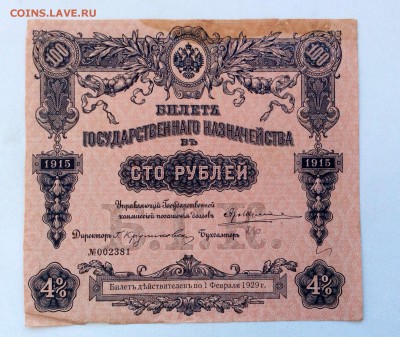 COINS.LAVE.RU
100 100
БИЛЕТЪ
ГОСУДАРСТВЕННАГО КАЗНАЧЕЙСТВА
ВЪ
1915 1915
СТО РУБЛЕЙ
Управляющій Государственной
коммиссіей погашенія долговъ
Директоръ Бухгалтеръ
№ 002381
4% 4%
Билетъ дѣйствителенъ по 1 Февраля 1929 г.